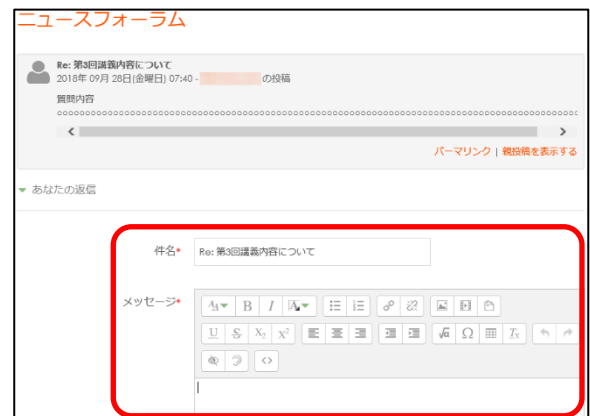 ニュースフォーラム
Re: 第3回講義内容について
2018年 09月 28日(金曜日) 07:40 - の投稿
質問内容
パーマリンク | 親投稿を表示する
あなたの返信
件名* Re: 第3回講義内容について
メッセージ*